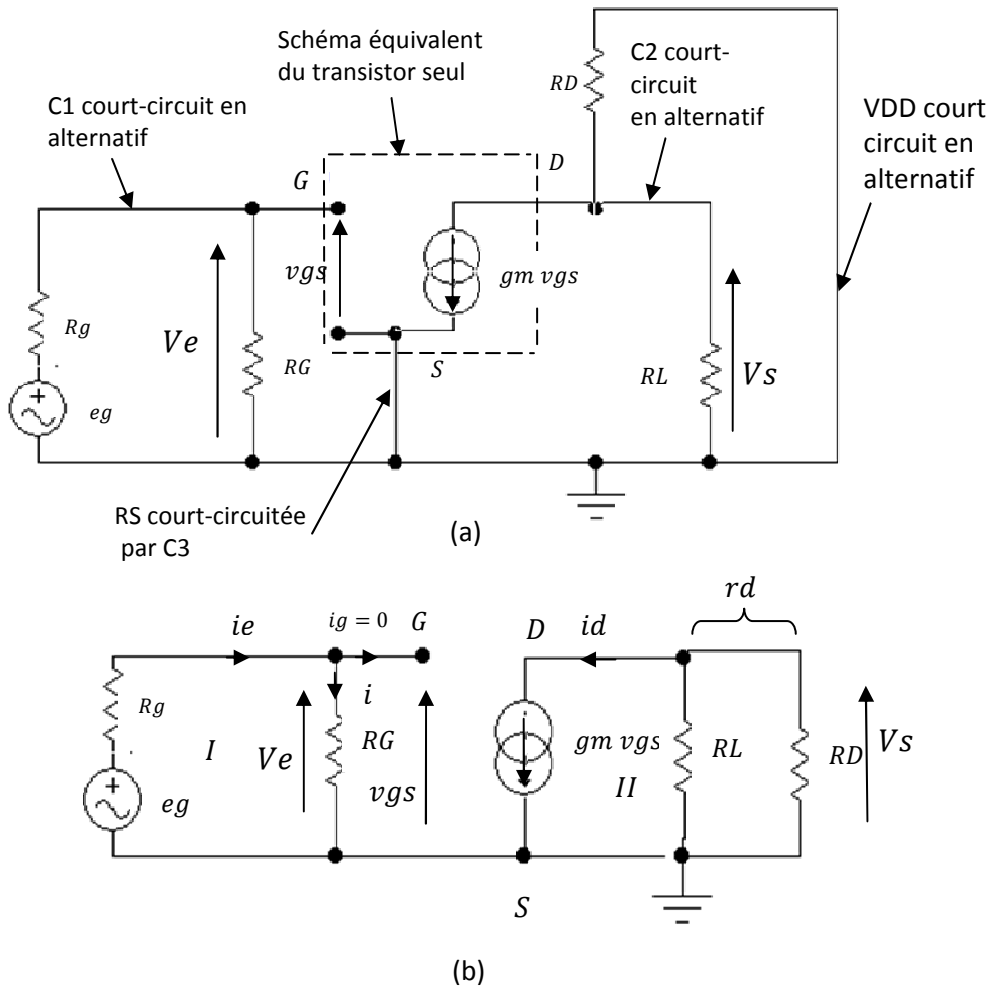 Schéma équivalent
du transistor seul
C2 court-
circuit
en alternatif
RD
C1 court-circuit en
alternatif
VDD court
circuit en
alternatif
G
D
vgs
gm vgs
Rg
Ve
RG
S
RL
Vs
eg
RS court-circuitée
par C3
(a)
rd
ie
ig = 0
G
D
id
i
Rg
I
Ve
RG
vgs
gm vgs
II
RL
RD
Vs
eg
S
(b)